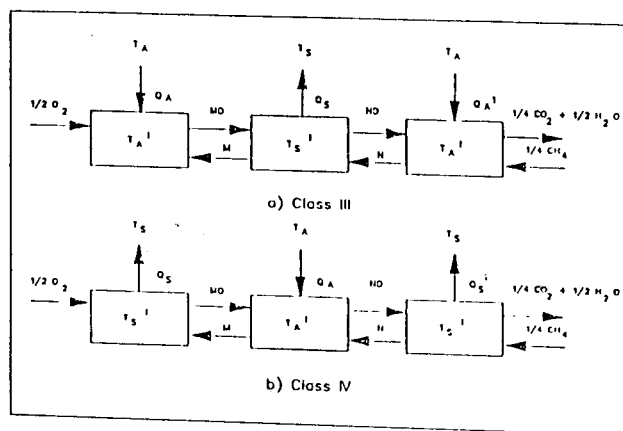 T_A T_S T_A
1/2 O_2 Q_A MO Q_S NO Q_A' 1/4 CO_2 + 1/2 H_2O
T_A' T_S' T_A'
M N 1/4 CH_4
a) Class III
T_S T_A T_S
1/2 O_2 Q_S MO Q_A NO Q_S' 1/4 CO_2 + 1/2 H_2O
T_S' T_A' T_S'
M N 1/4 CH_4
b) Class IV